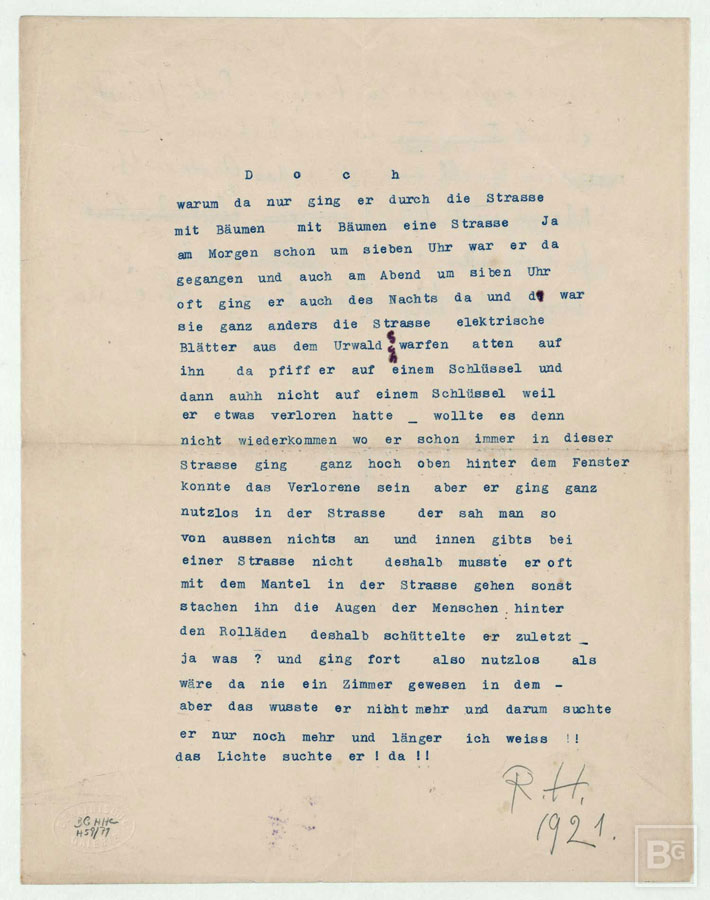 D o c h
warum da nur ging er durch die Strasse
mit Bäumen mit Bäumen eine Strasse Ja
am Morgen schon um sieben Uhr war er da
gegangen und auch am Abend um siben Uhr
oft ging er auch des Nachts da und da war
sie ganz anders die Strasse elektrische
Blätter aus dem Urwald warfen atten auf
ihn da pfiff er auf einem Schlüssel und
dann auhh nicht auf einem Schlüssel weil
er etwas verloren hatte _ wollte es denn
nicht wiederkommen wo er schon immer in dieser
Strasse ging ganz hoch oben hinter dem Fenster
konnte das Verlorene sein aber er ging ganz
nutzlos in der Strasse der sah man so
von aussen nichts an und innen gibts bei
einer Strasse nicht deshalb musste er oft
mit dem Mantel in der Strasse gehen sonst
stachen ihn die Augen der Menschen hinter
den Rolläden deshalb schüttelte er zuletzt _
ja was ? und ging fort also nutzlos als
wäre da nie ein Zimmer gewesen in dem -
aber das wusste er nihht mehr und darum suchte
er nur noch mehr und länger ich weiss !!
das Lichte suchte er ! da !!
R.H.
1921.
BG HHC
H 59/79
BG